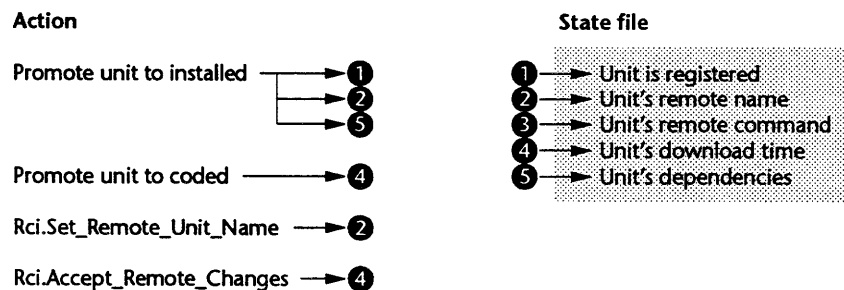 Action State file
Promote unit to installed 1 1 Unit is registered
2 2 Unit's remote name
5 3 Unit's remote command
4 Unit's download time
Promote unit to coded 4 5 Unit's dependencies
Rci.Set_Remote_Unit_Name 2
Rci.Accept_Remote_Changes 4